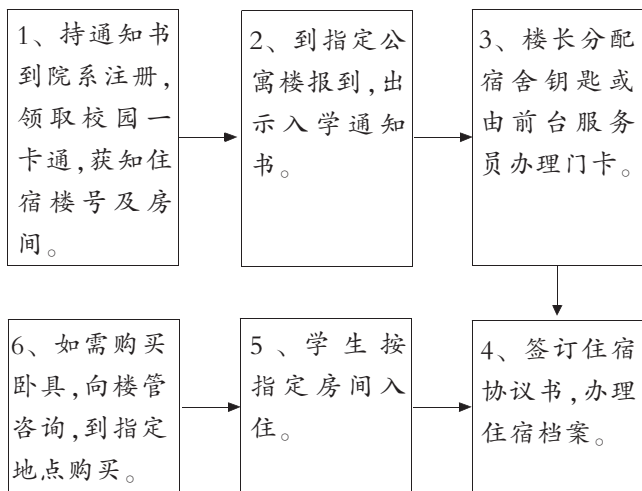 1、持通知书
到院系注册,
领取校园一
卡通,获知住
宿楼号及房
间。
2、到指定公
寓楼报到,出
示入学通知
书。
3、楼长分配
宿舍钥匙或
由前台服务
员办理门卡。
6、如需购买
卧具,向楼管
咨询,到指定
地点购买。
5、学生按
指定房间入
住。
4、签订住宿
协议书,办理
住宿档案。